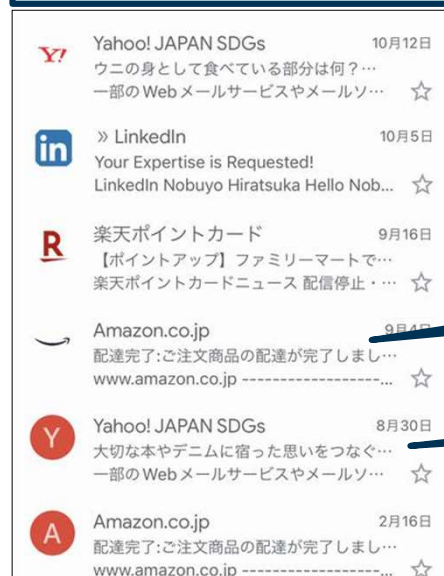 Y!
Yahoo! JAPAN SDGs 10月12日
ウニの身として食べている部分は何？…
一部のWebメールサービスやメールソ…
in
» LinkedIn 10月5日
Your Expertise is Requested!
LinkedIn Nobuyo Hiratsuka Hello Nob...
R
楽天ポイントカード 9月16日
【ポイントアップ】ファミリーマートで…
楽天ポイントカードニュース 配信停止・…
Amazon.co.jp 9月4日
配達完了:ご注文商品の配達が完了しまし…
www.amazon.co.jp ------------------...
Y
Yahoo! JAPAN SDGs 8月30日
大切な本やデニムに宿った思いをつなぐ…
一部のWebメールサービスやメールソ…
A
Amazon.co.jp 2月16日
配達完了:ご注文商品の配達が完了しまし…
www.amazon.co.jp ------------------...